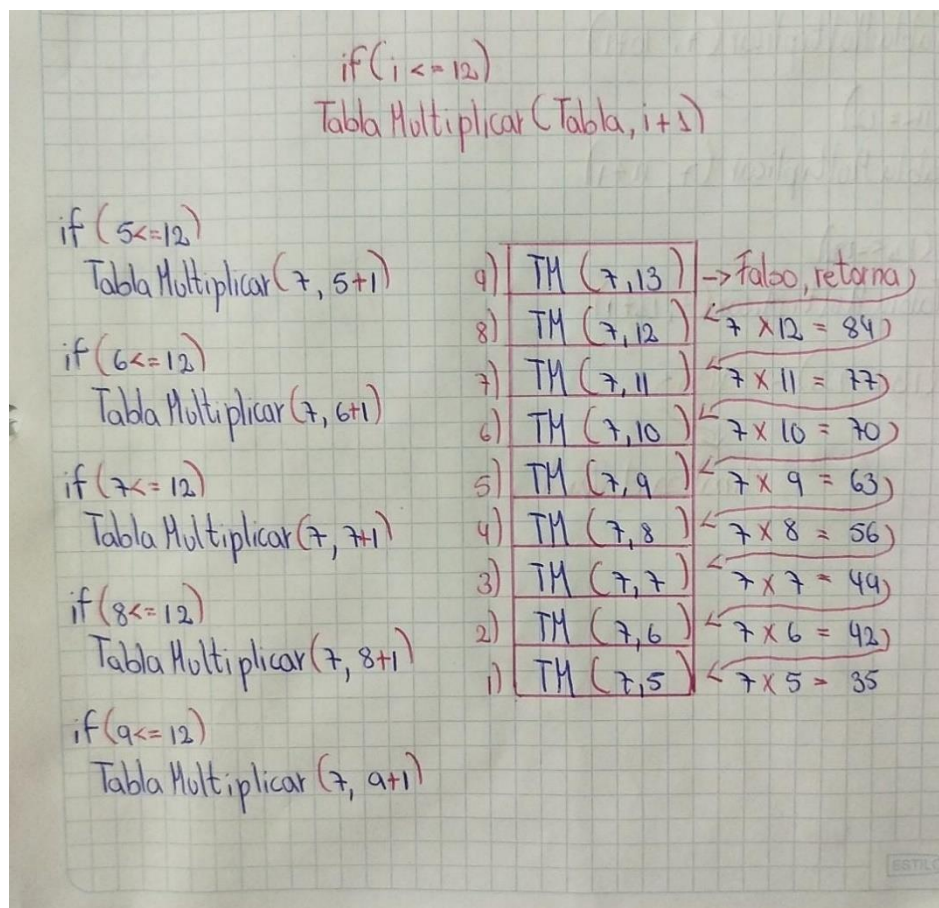 if(i <= 12)
Tabla Multiplicar (Tabla, i+1)
if (5<=12)
Tabla Multiplicar (7, 5+1)
if (6<=12)
Tabla Multiplicar (7, 6+1)
if (7<=12)
Tabla Multiplicar (7, 7+1)
if (8<=12)
Tabla Multiplicar (7, 8+1)
if (9<=12)
Tabla Multiplicar (7, 9+1)
9) TM (7,13) -> Falso, retorna
8) TM (7,12) 7 x 12 = 84
7) TM (7,11) 7 x 11 = 77
6) TM (7,10) 7 x 10 = 70
5) TM (7,9) 7 x 9 = 63
4) TM (7,8) 7 x 8 = 56
3) TM (7,7) 7 x 7 = 49
2) TM (7,6) 7 x 6 = 42
1) TM (7,5) 7 x 5 = 35